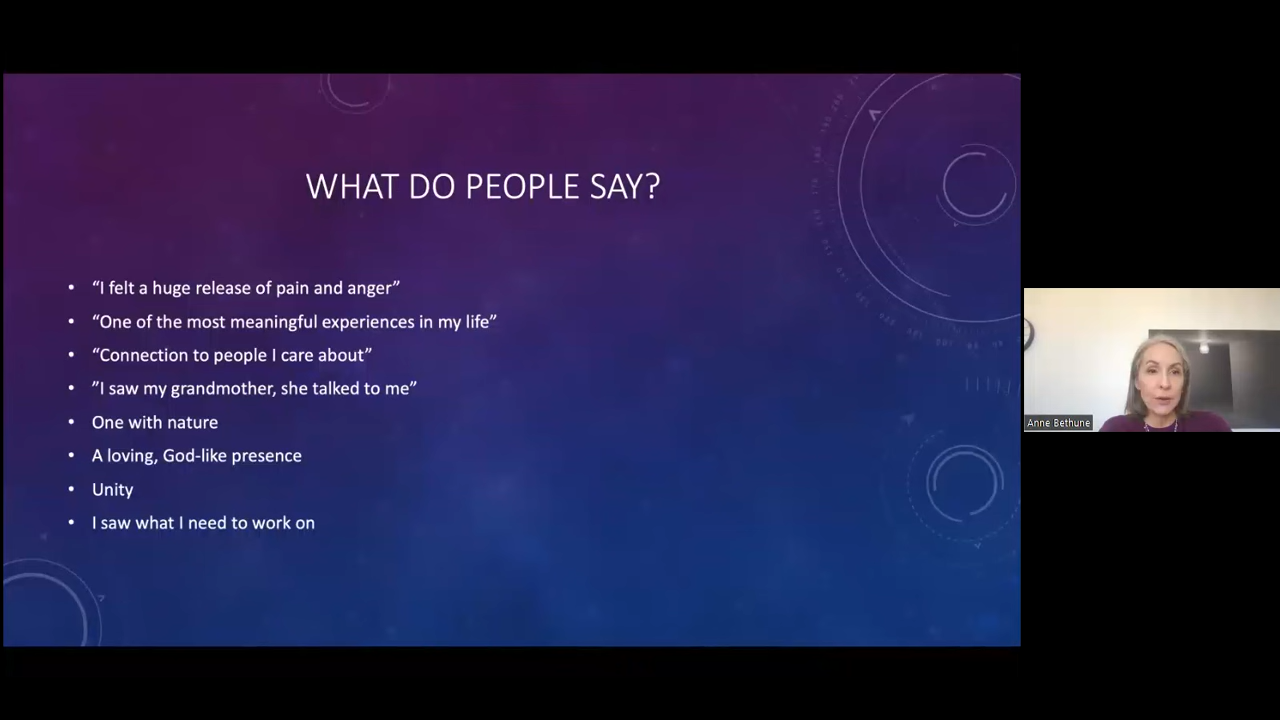 WHAT DO PEOPLE SAY?
• “I felt a huge release of pain and anger”
• “One of the most meaningful experiences in my life”
• “Connection to people I care about”
• ”I saw my grandmother, she talked to me”
• One with nature
• A loving, God-like presence
• Unity
• I saw what I need to work on
Anne Bethune